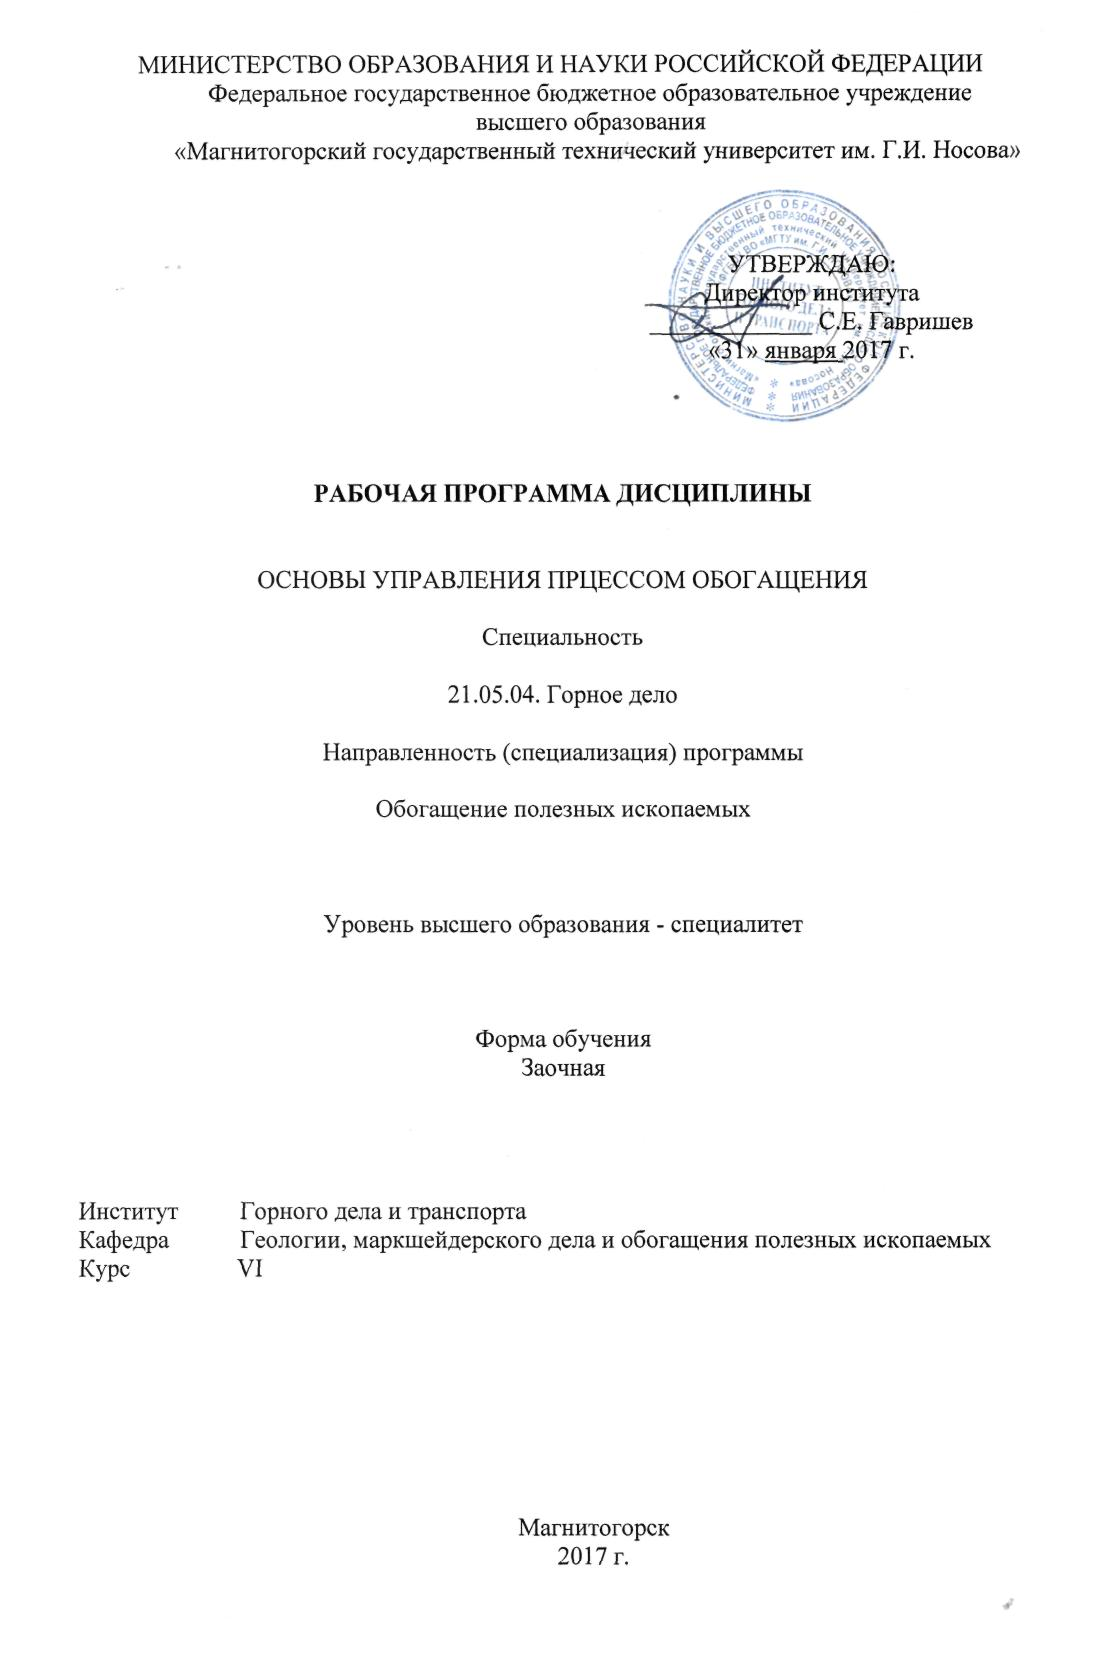 МИНИСТЕРСТВО ОБРАЗОВАНИЯ И НАУКИ РОССИЙСКОЙ ФЕДЕРАЦИИ
Федеральное государственное бюджетное образовательное учреждение
высшего образования
«Магнитогорский государственный технический университет им. Г.И. Носова»
УТВЕРЖДАЮ:
Директор института
С.Е. Гавришев
«31» января 2017 г.
РАБОЧАЯ ПРОГРАММА ДИСЦИПЛИНЫ
ОСНОВЫ УПРАВЛЕНИЯ ПРЦЕССОМ ОБОГАЩЕНИЯ
Специальность
21.05.04. Горное дело
Направленность (специализация) программы
Обогащение полезных ископаемых
Уровень высшего образования - специалитет
Форма обучения
Заочная
Институт Горного дела и транспорта
Кафедра Геологии, маркшейдерского дела и обогащения полезных ископаемых
Курс VI
Магнитогорск
2017 г.